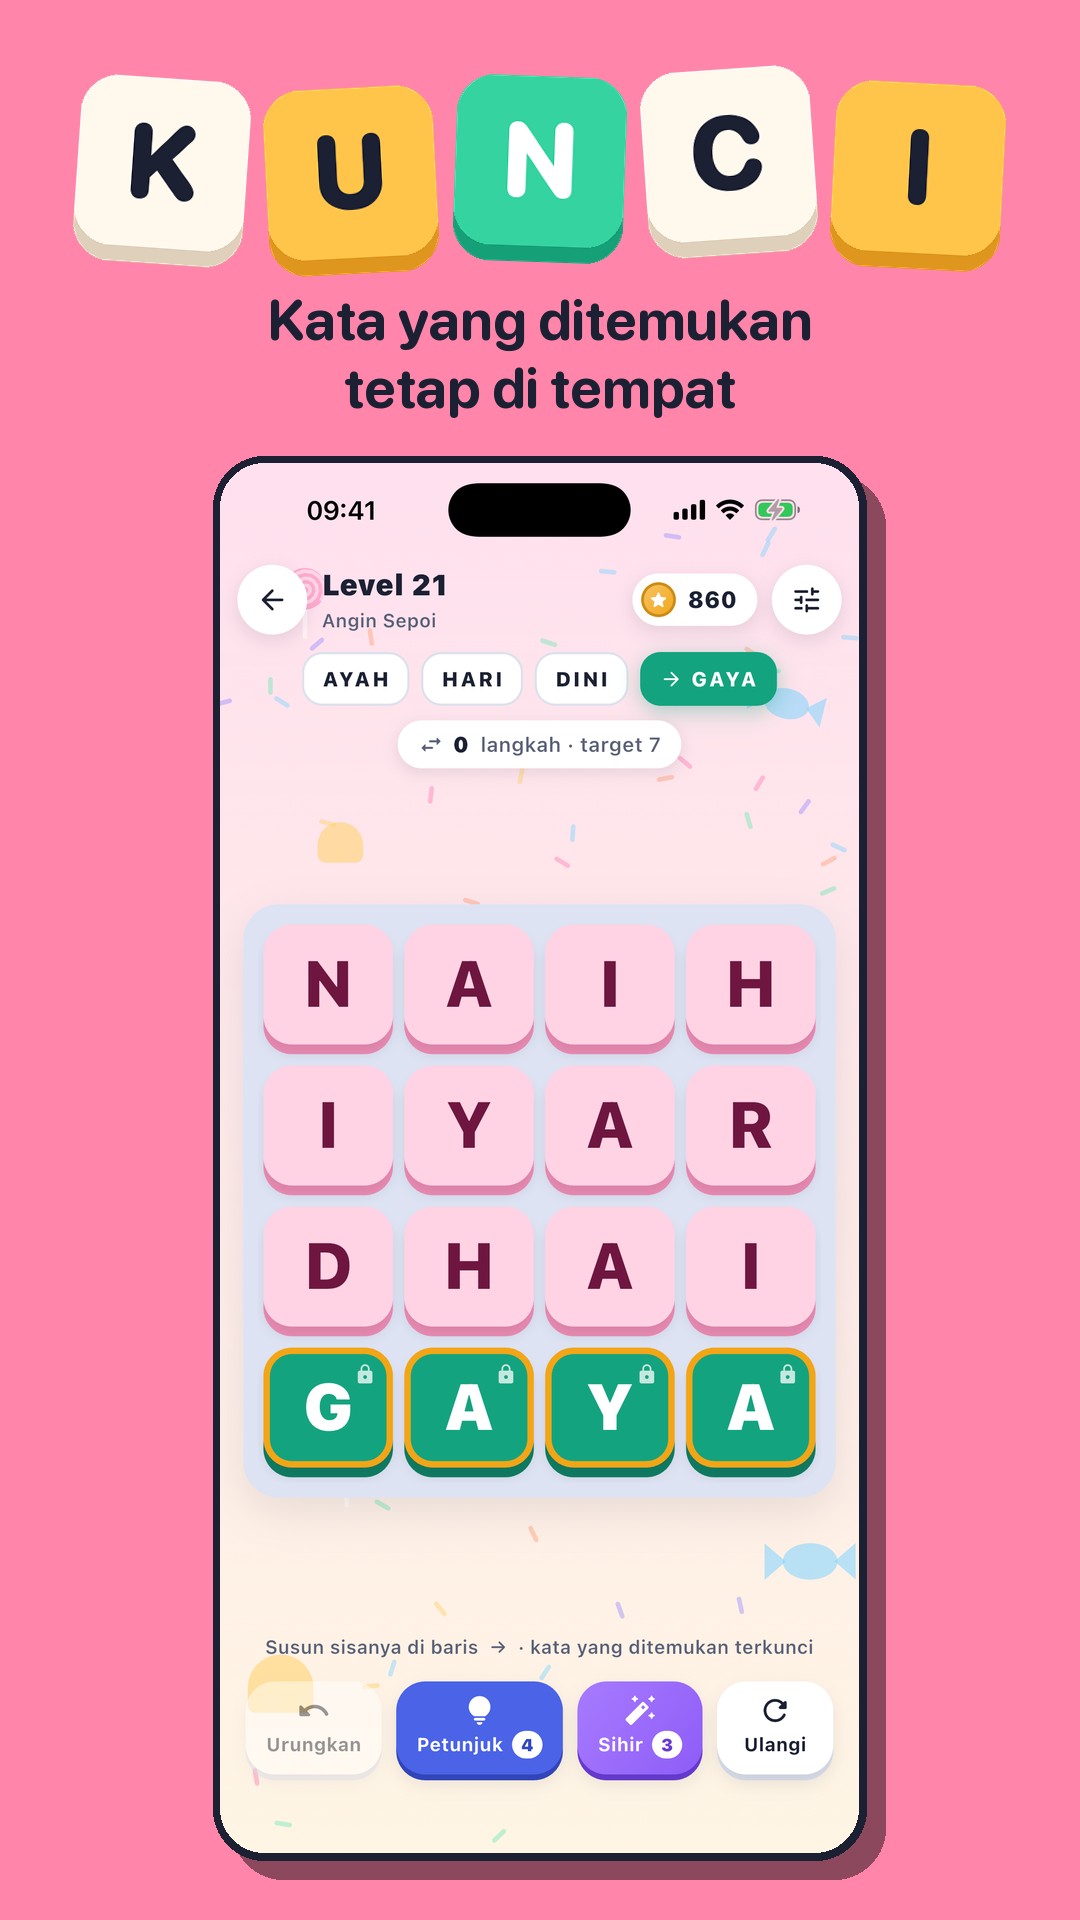 KUNCI
Kata yang ditemukan
tetap di tempat
09:41
Level 21
Angin Sepoi
860
AYAH HARI DINI → GAYA
0 langkah · target 7
N A I H
I Y A R
D H A I
G A Y A
Susun sisanya di baris → · kata yang ditemukan terkunci
Urungkan Petunjuk 4 Sihir 3 Ulangi